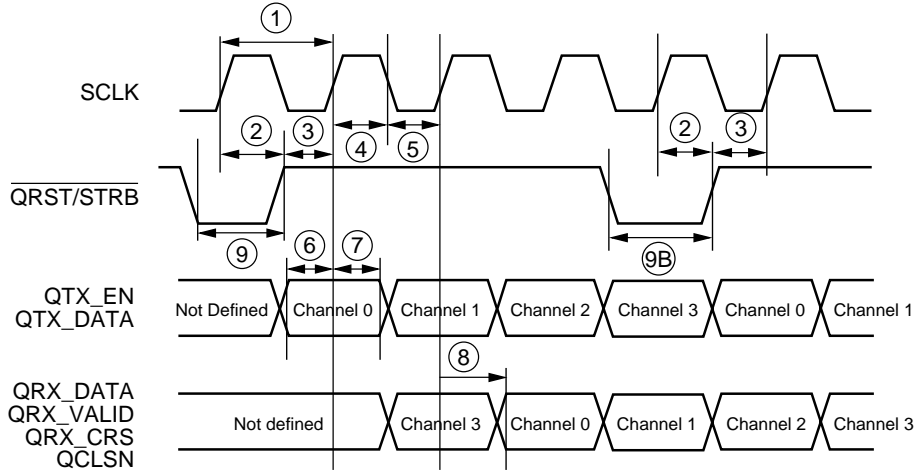 1
SCLK
2 3 4 5 2 3
QRST/STRB
9 6 7 9B
QTX_EN
QTX_DATA
Not Defined Channel 0 Channel 1 Channel 2 Channel 3 Channel 0 Channel 1
8
QRX_DATA
QRX_VALID
QRX_CRS
QCLSN
Not defined Channel 3 Channel 0 Channel 1 Channel 2 Channel 3